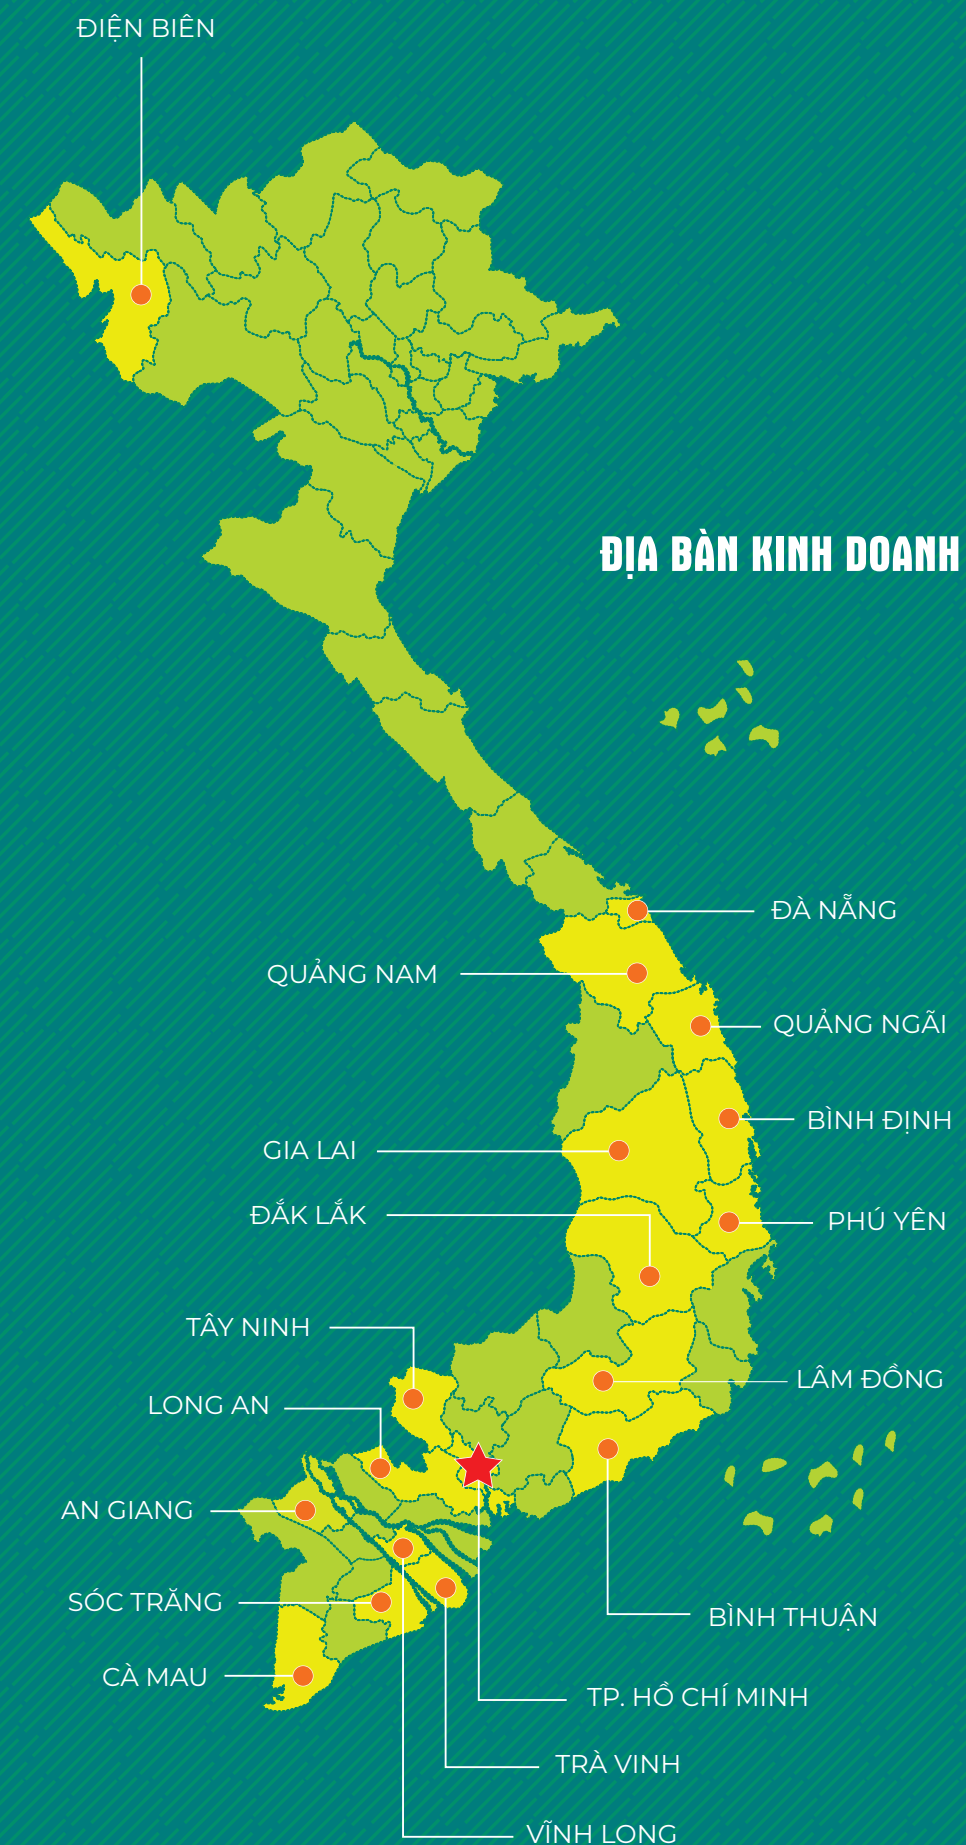 ĐIỆN BIÊN
ĐỊA BÀN KINH DOANH
ĐÀ NẴNG
QUẢNG NAM
QUẢNG NGÃI
BÌNH ĐỊNH
GIA LAI
ĐẮK LẮK
PHÚ YÊN
TÂY NINH
LÂM ĐỒNG
LONG AN
AN GIANG
SÓC TRĂNG
BÌNH THUẬN
CÀ MAU
TP. HỒ CHÍ MINH
TRÀ VINH
VĨNH LONG